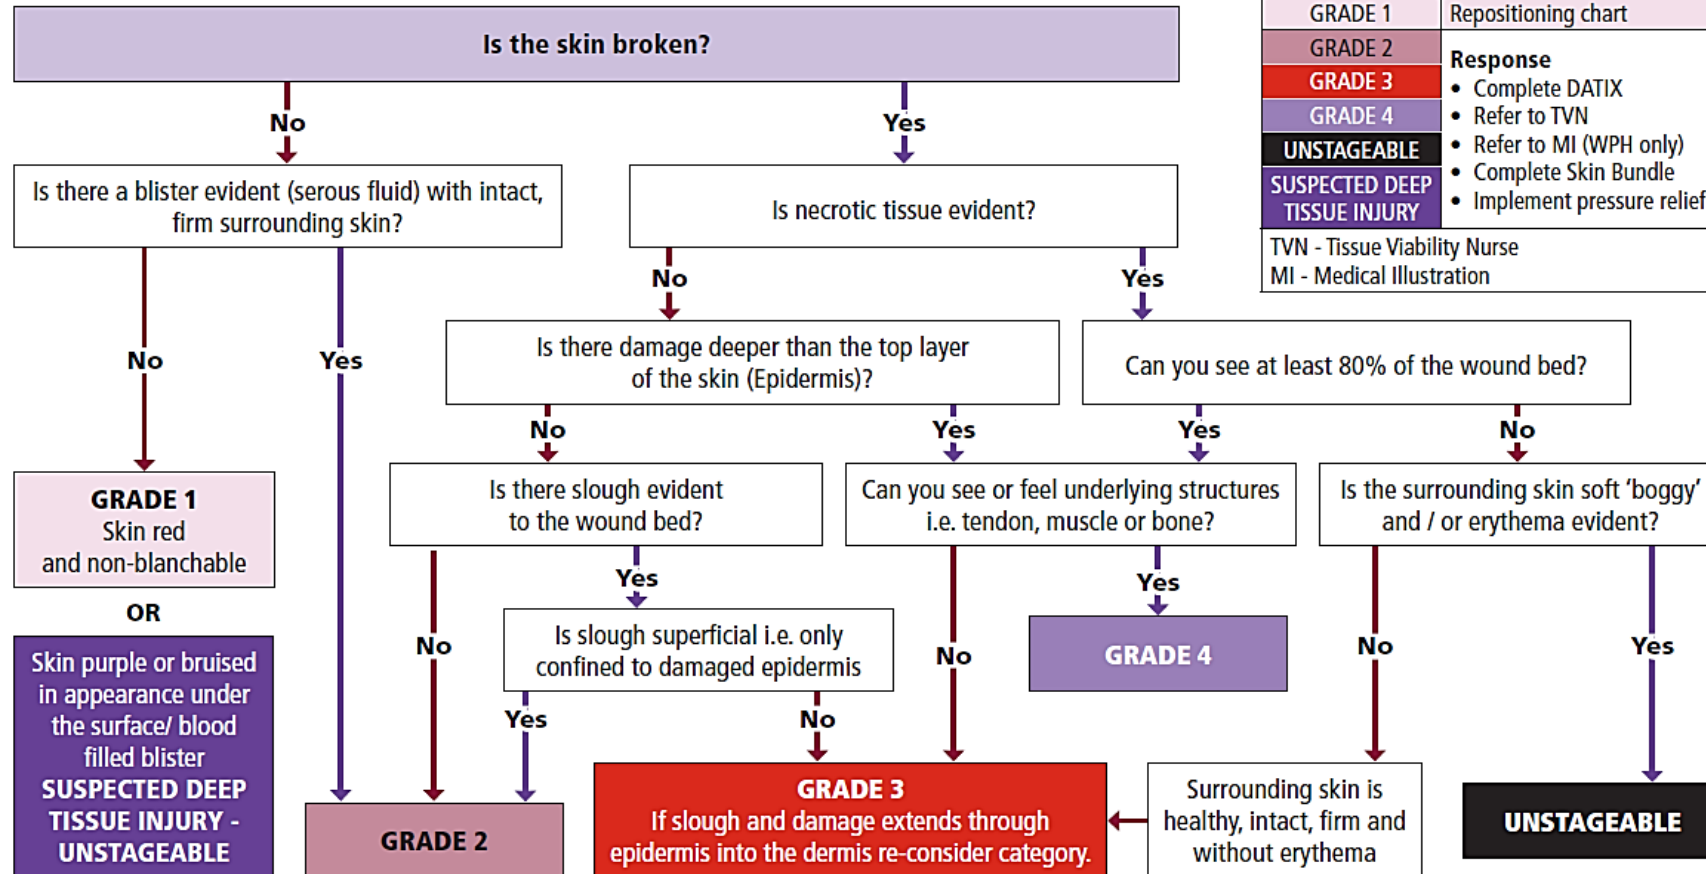 Is the skin broken?
No
Yes
Is there a blister evident (serous fluid) with intact,
firm surrounding skin?
Is necrotic tissue evident?
No
Yes
No
Yes
Is there damage deeper than the top layer
of the skin (Epidermis)?
Can you see at least 80% of the wound bed?
No
Yes
Yes
No
GRADE 1
Skin red
and non-blanchable
OR
Skin purple or bruised
in appearance under
the surface/ blood
filled blister
SUSPECTED DEEP
TISSUE INJURY -
UNSTAGEABLE
Is there slough evident
to the wound bed?
Can you see or feel underlying structures
i.e. tendon, muscle or bone?
Is the surrounding skin soft ‘boggy’
and / or erythema evident?
No
Yes
No
Yes
No
Yes
Is slough superficial i.e. only
confined to damaged epidermis
GRADE 4
Yes
No
GRADE 2
GRADE 3
If slough and damage extends through
epidermis into the dermis re-consider category.
Surrounding skin is
healthy, intact, firm and
without erythema
UNSTAGEABLE
GRADE 1
Repositioning chart
GRADE 2
GRADE 3
GRADE 4
UNSTAGEABLE
SUSPECTED DEEP
TISSUE INJURY
Response
• Complete DATIX
• Refer to TVN
• Refer to MI (WPH only)
• Complete Skin Bundle
• Implement pressure relief
TVN - Tissue Viability Nurse
MI - Medical Illustration